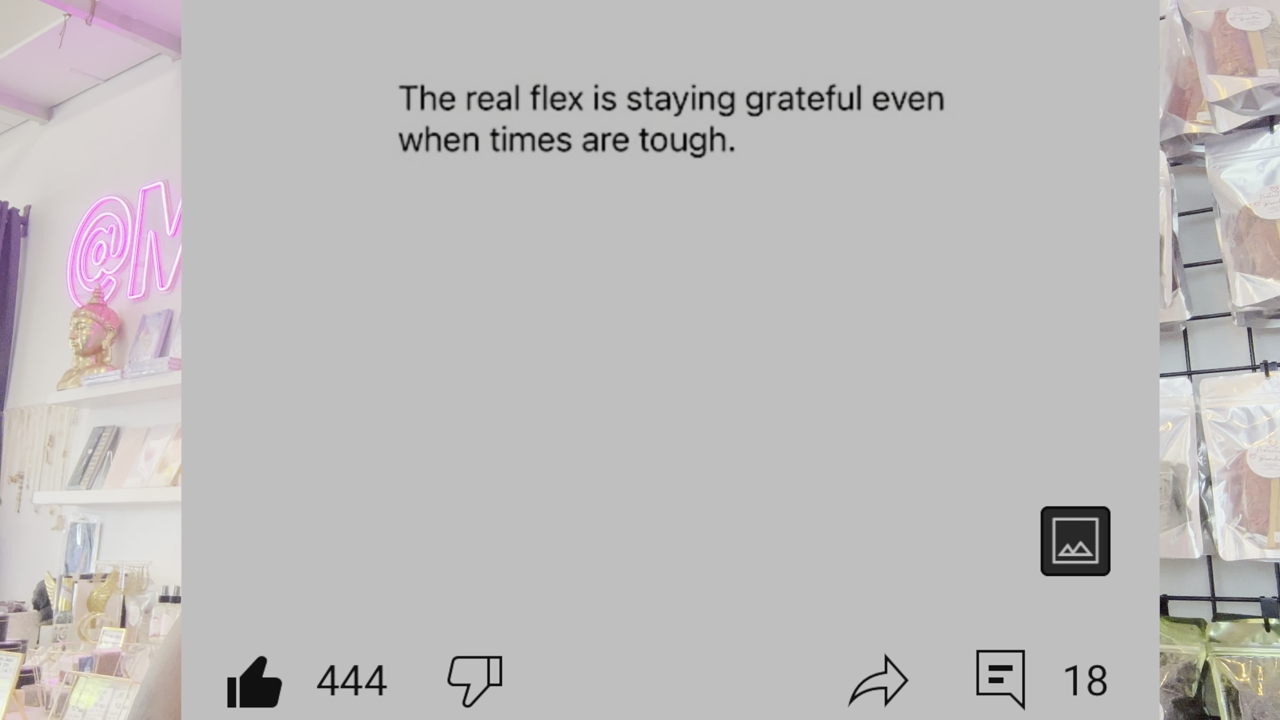 @M
The real flex is staying grateful even
when times are tough.
444
18